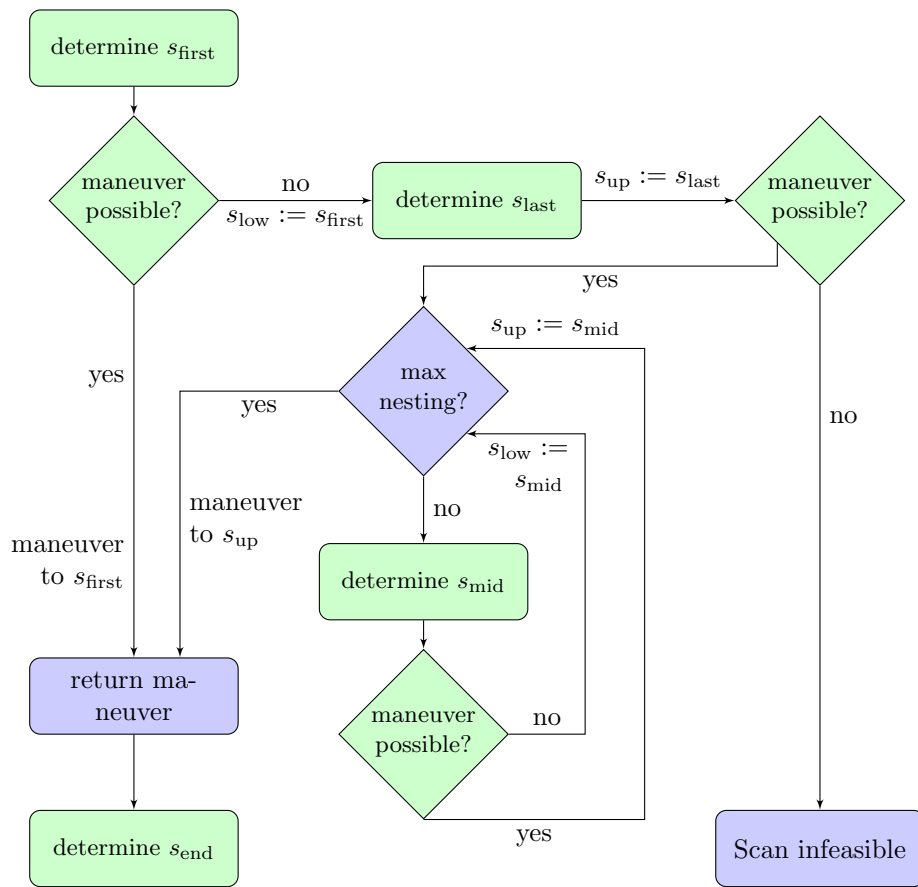 determine s_first
maneuver
possible?
no
s_low := s_first
determine s_last
s_up := s_last
maneuver
possible?
yes
s_up := s_mid
max
nesting?
yes
yes
no
s_low :=
s_mid
maneuver
to s_up
no
maneuver
to s_first
determine s_mid
return ma-
neuver
maneuver
possible?
no
yes
determine s_end
Scan infeasible